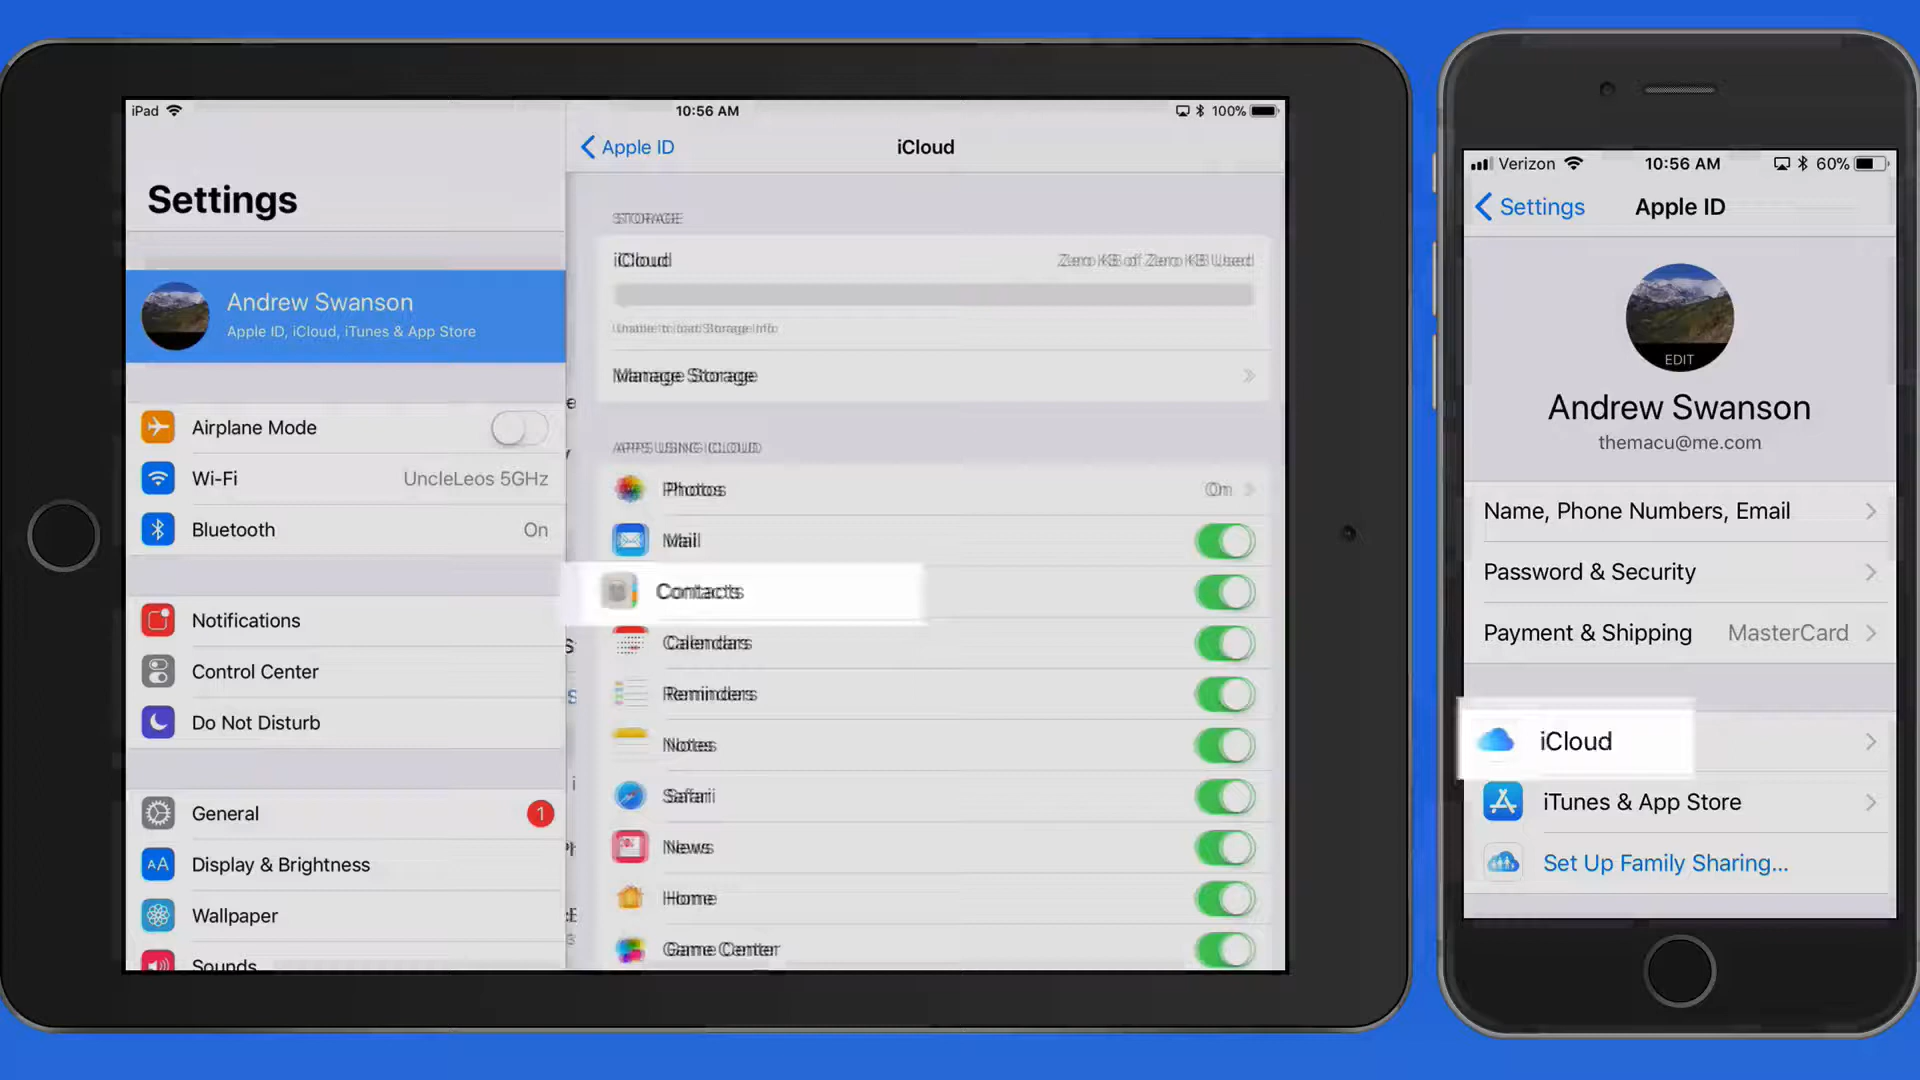 iPad
10:56 AM
100%
Settings
Apple ID
iCloud
Andrew Swanson
Apple ID, iCloud, iTunes & App Store
Airplane Mode
Wi-Fi
UncleLeos 5GHz
Bluetooth
On
Notifications
Control Center
Do Not Disturb
General
1
Display & Brightness
AA
Wallpaper
Sounds
STORAGE
iCloud
Zero KB of Zero KB Used
Unable to load Storage Info
Manage Storage
APPS USING ICLOUD
Photos
On
Mail
Contacts
Calendars
Reminders
Notes
Safari
News
Home
Game Center
Verizon
10:56 AM
60%
Settings
Apple ID
EDIT
Andrew Swanson
themacu@me.com
Name, Phone Numbers, Email
Password & Security
Payment & Shipping
MasterCard
iCloud
iTunes & App Store
Set Up Family Sharing...